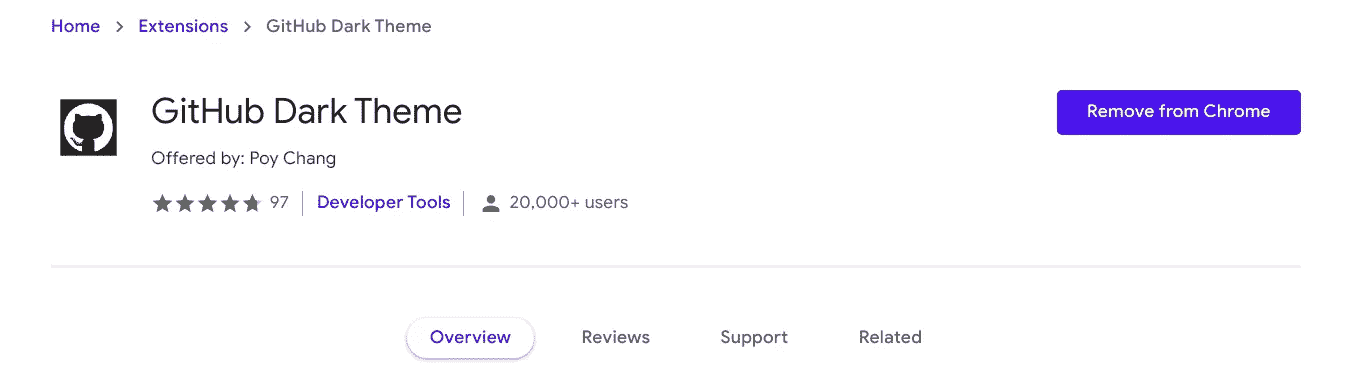 Home > Extensions > GitHub Dark Theme
GitHub Dark Theme
Remove from Chrome
Offered by: Poy Chang
97 Developer Tools 20,000+ users
Overview Reviews Support Related